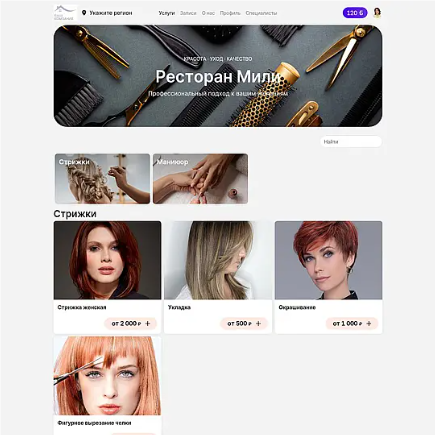 Укажите регион
Услуги Записи О нас Профиль Специалисты
120 Б
КРАСОТА · УХОД · КАЧЕСТВО
Ресторан Мили
Профессиональный подход к вашим
Найти
Стрижки Маникюр
Стрижки
Стрижка женская Укладка Окрашивание
от 2 000 ₽ + от 500 ₽ + от 1 000 ₽ +
Фигурное вырезание челки